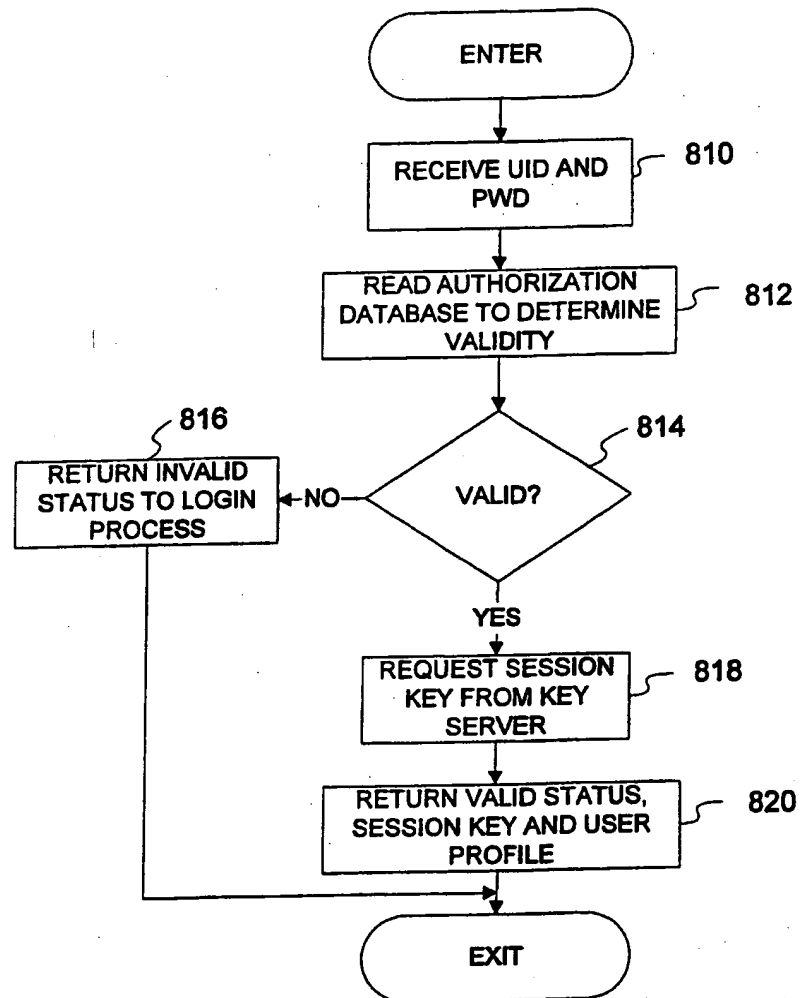 ENTER
RECEIVE UID AND
PWD
810
READ AUTHORIZATION
DATABASE TO DETERMINE
VALIDITY
812
VALID?
814
NO
816
RETURN INVALID
STATUS TO LOGIN
PROCESS
YES
REQUEST SESSION
KEY FROM KEY
SERVER
818
RETURN VALID STATUS,
SESSION KEY AND USER
PROFILE
820
EXIT